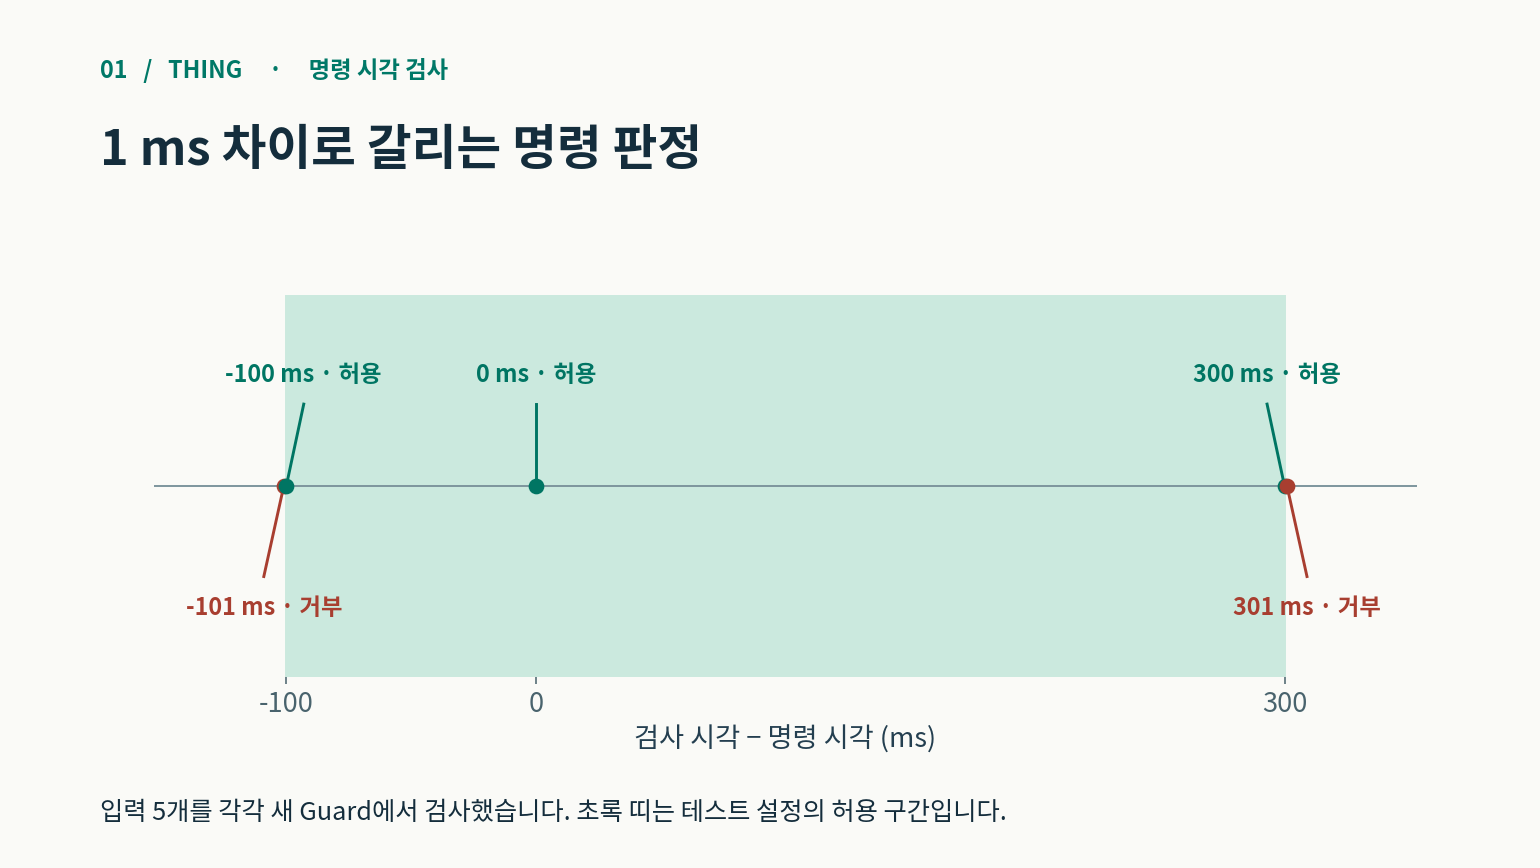 01 / THING · 명령 시각 검사
1 ms 차이로 갈리는 명령 판정
-100 ms · 허용
0 ms · 허용
300 ms · 허용
-101 ms · 거부
301 ms · 거부
-100
0
300
검사 시각 − 명령 시각 (ms)
입력 5개를 각각 새 Guard에서 검사했습니다. 초록 띠는 테스트 설정의 허용 구간입니다.